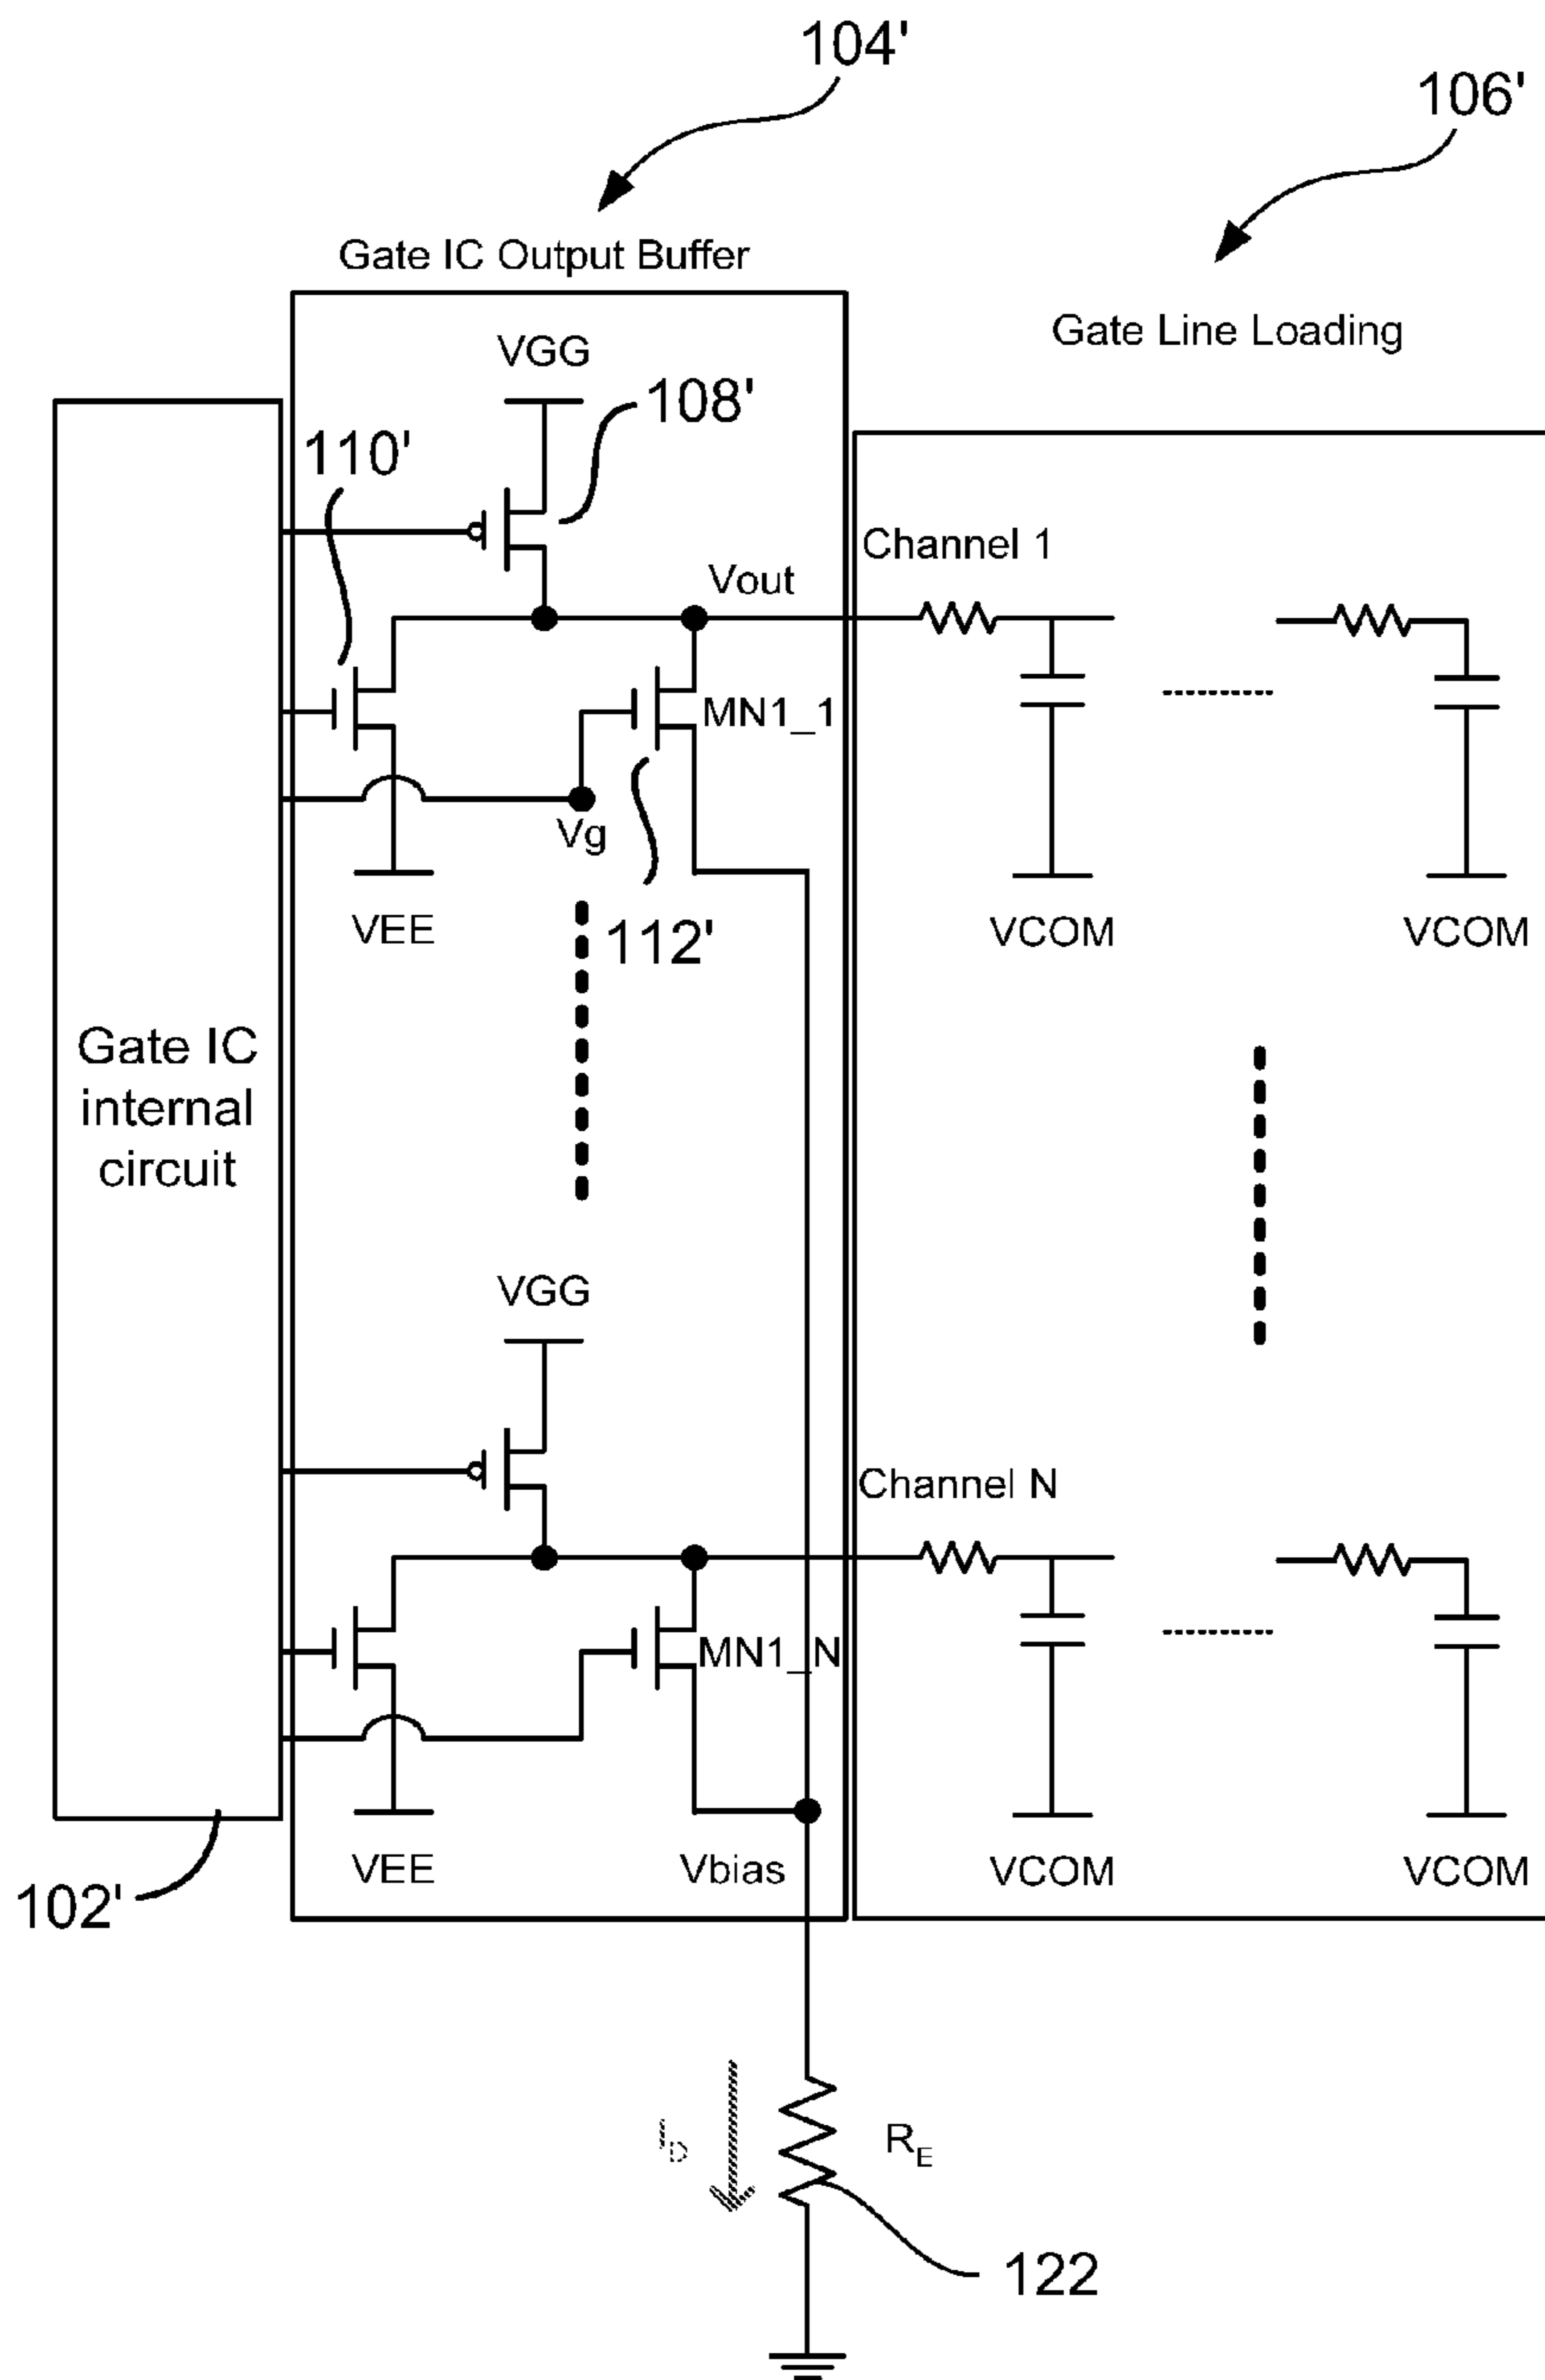 104'
106'
Gate IC Output Buffer
Gate Line Loading
VGG
108'
110'
Channel 1
Vout
MN1_1
Vg
VEE
112'
VCOM
VCOM
Gate IC
internal
circuit
VGG
Channel N
MN1_N
VEE
Vbias
VCOM
VCOM
102'
ID
RE
122